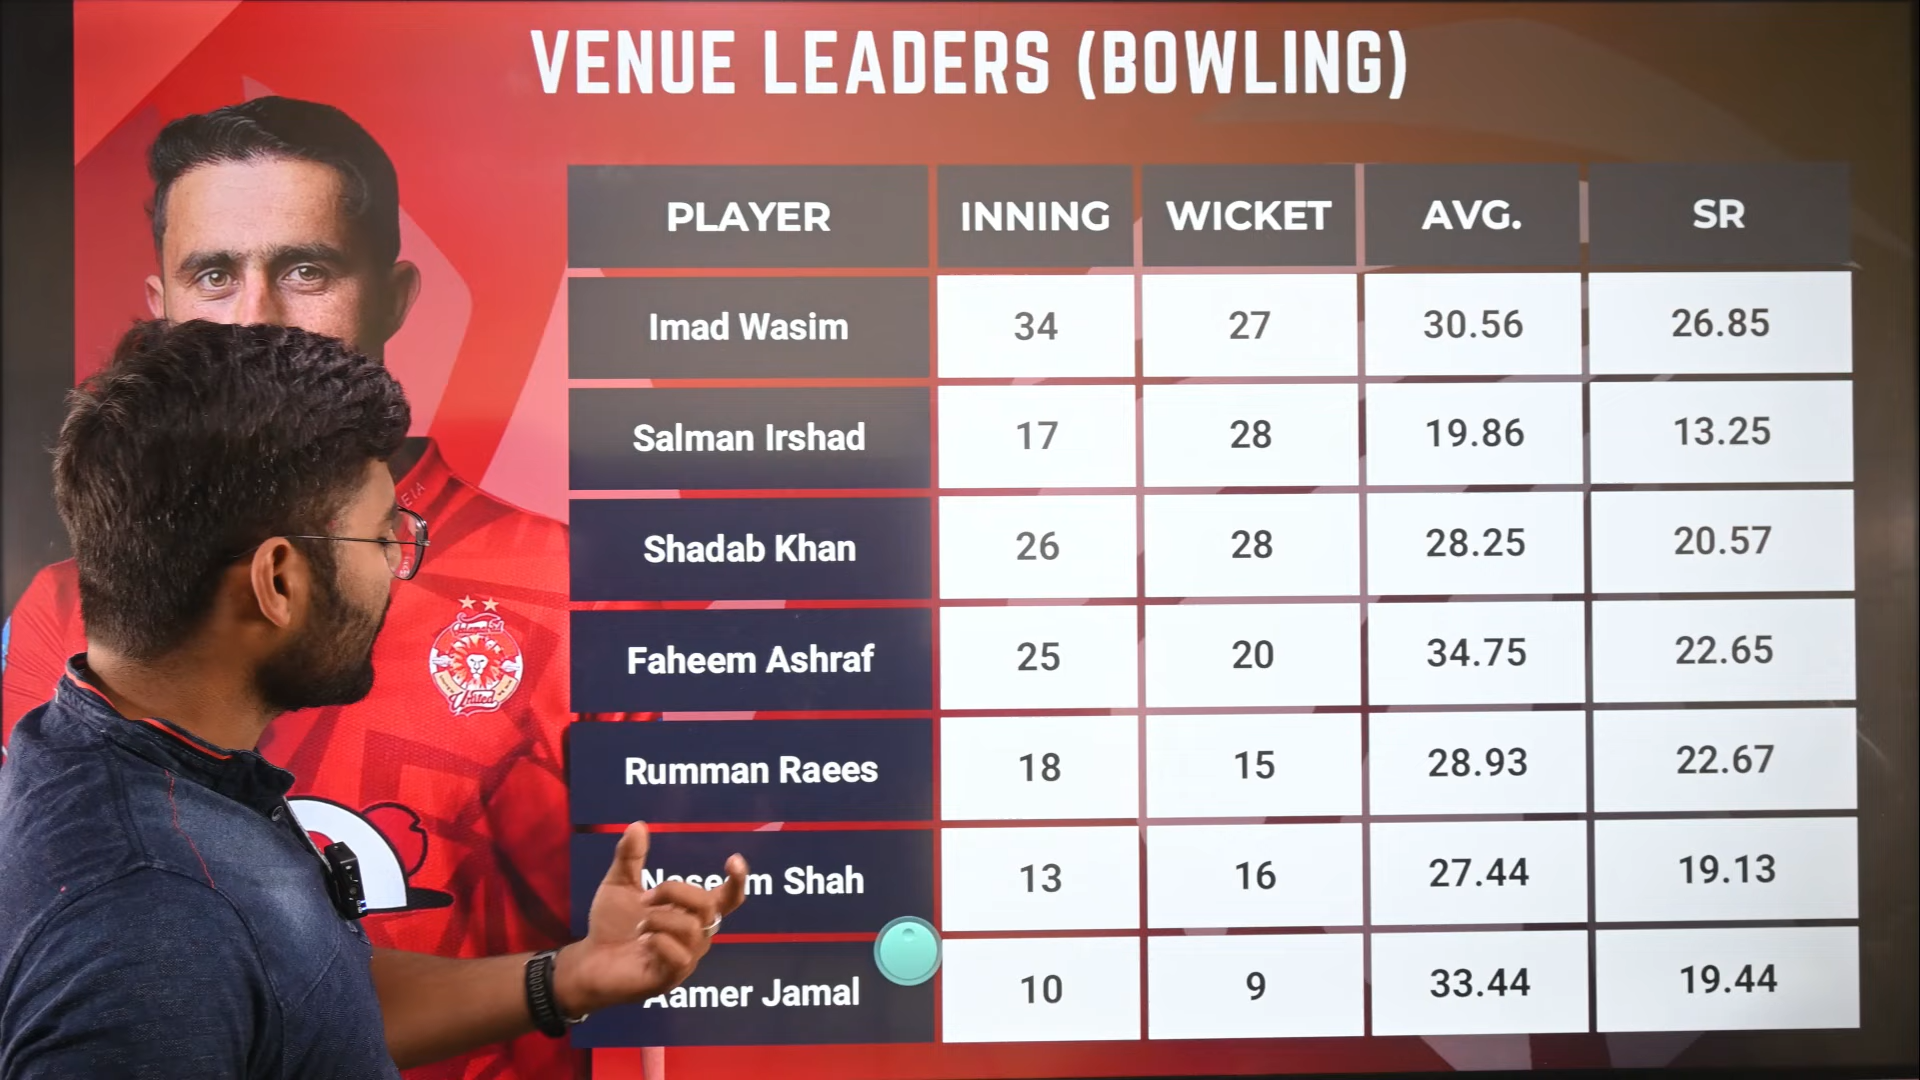 VENUE LEADERS (BOWLING)
PLAYER INNING WICKET AVG. SR
Imad Wasim 34 27 30.56 26.85
Salman Irshad 17 28 19.86 13.25
Shadab Khan 26 28 28.25 20.57
Faheem Ashraf 25 20 34.75 22.65
Rumman Raees 18 15 28.93 22.67
Naseem Shah 13 16 27.44 19.13
Aamer Jamal 10 9 33.44 19.44
United